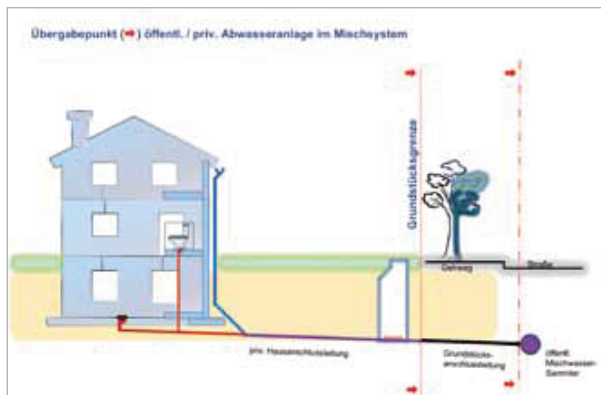 Übergabepunkt (➡) öffentl. / priv. Abwasseranlage im Mischsystem
Grundstücksgrenze
Gehweg
Straße
priv. Hausanschlussleitung
Grundstücks-
anschlussleitung
öffentl.
Mischwasser-
Sammler